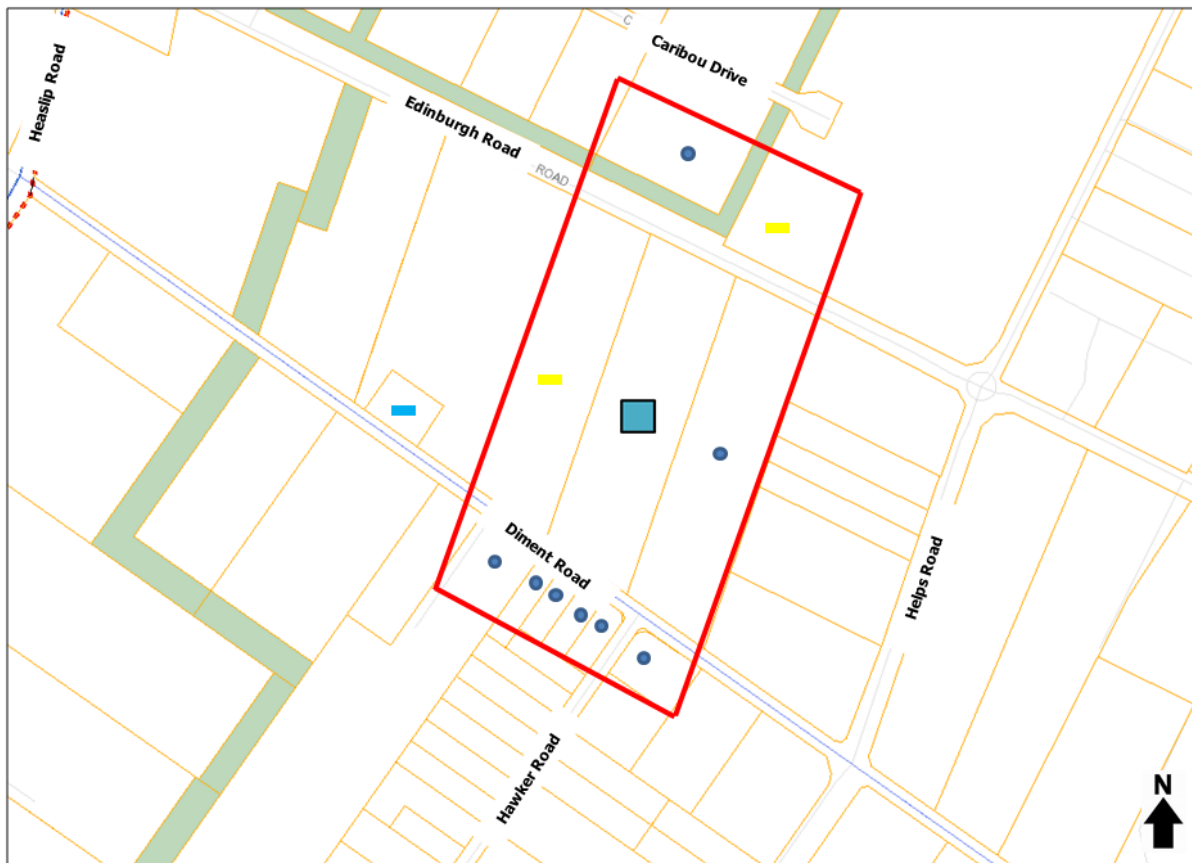 C
Caribou Drive
Heaslip Road
Edinburgh Road
ROAD
Diment Road
Helps Road
Hawker Road
N